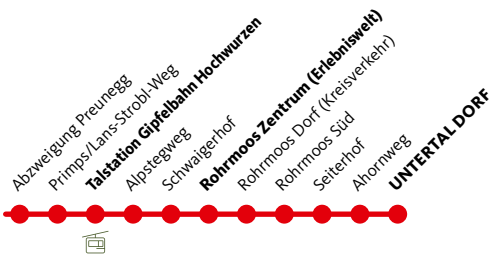 Abzweigung Preunegg
Primps/Lans-Strobl-Weg
Talstation Gipfelbahn Hochwurzen
Alpstegweg
Schwaigerhof
Rohrmoos Zentrum (Erlebniswelt)
Rohrmoos Dorf (Kreisverkehr)
Rohrmoos Süd
Seiterhof
Ahornweg
UNTERTAL DORF